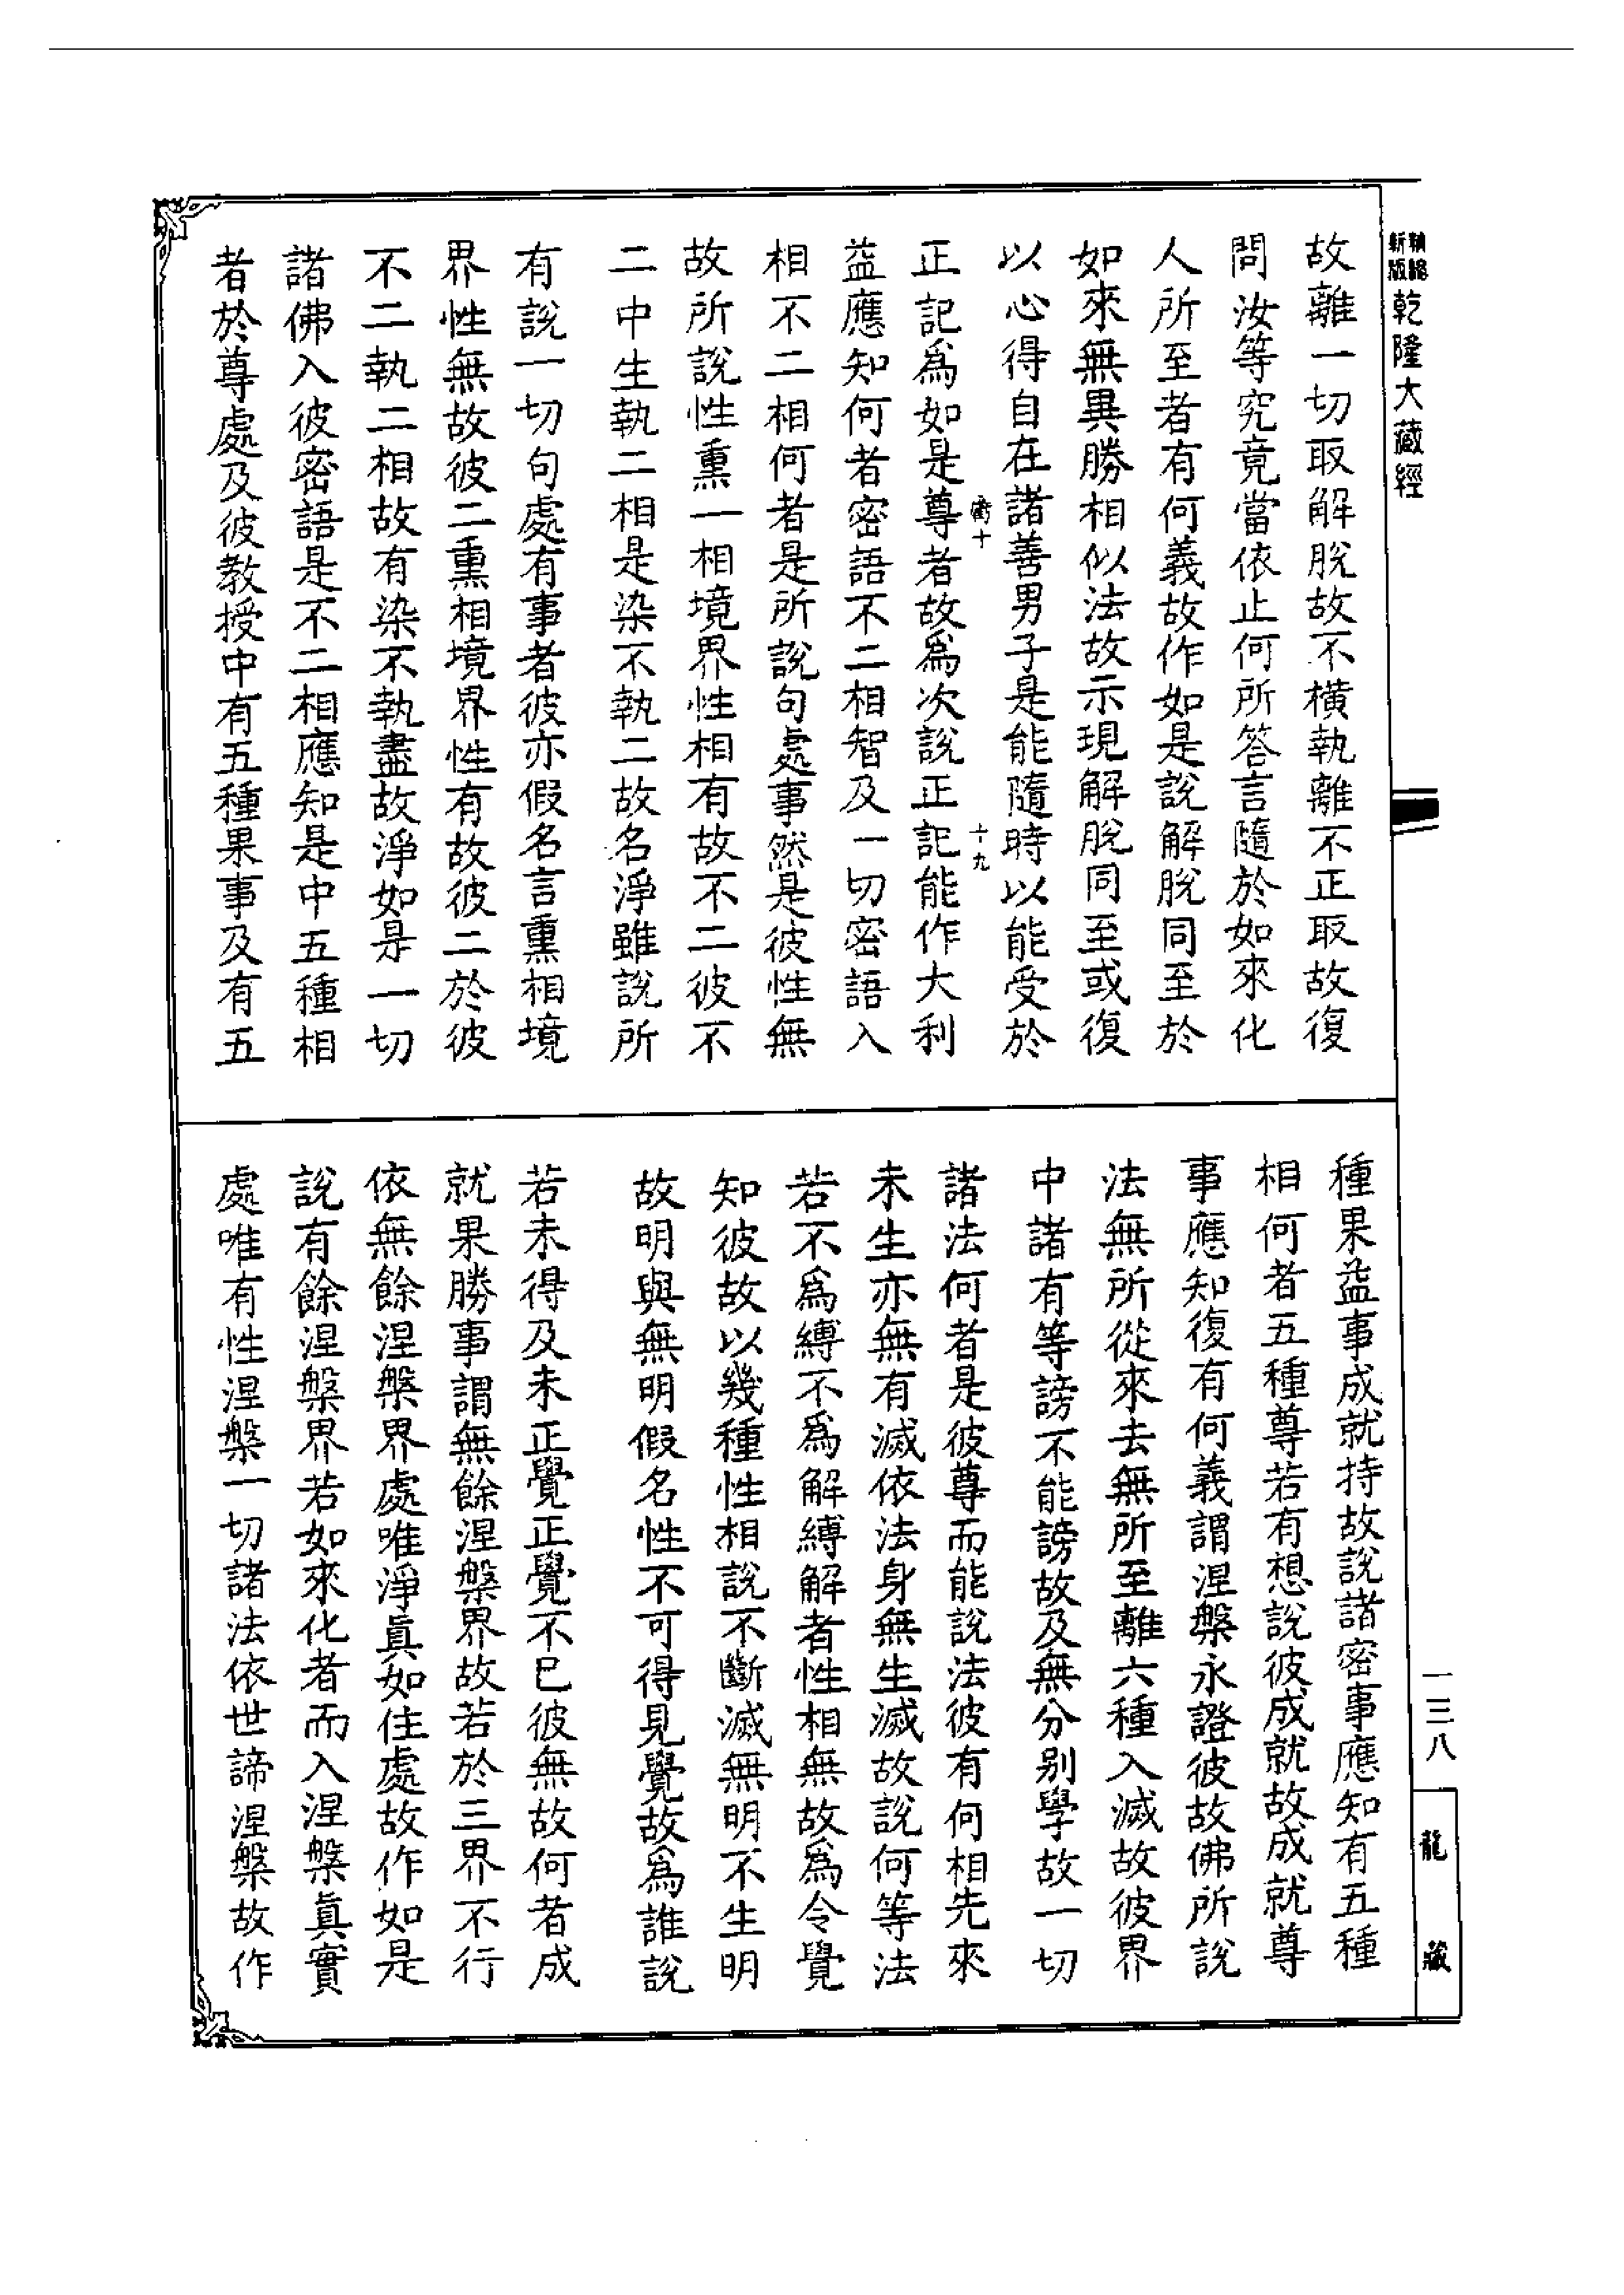 新版
精縮
乾隆大藏經
故離一切取解脫故不橫執離不正取故復
問汝等究竟當依止何所答言隨於如來化
人所至者有何義故作如是說解脫同至於
如來無異勝相似法故示現解脫同至或復
以心得自在諸善男子是能隨時以能受於
十九
正記爲如是尊者故爲次說正記能作大利
益應知何者密語不二相智及一切密語入
相不二相何者是所說句處事然是彼性無
故所說性熏一相境界性相有故不二彼不
二中生執二相是染不執二故名淨雖說所
有說一切句處有事者彼亦假名言熏相境
界性無故彼二熏相境界性有故彼二於彼
不二執二相故有染不執盡故淨如是一切
諸佛入彼密語是不二相應知是中五種相
者於尊處及彼教授中有五種果事及有五
種果益事成就持故說諸密事應知有五種
相何者五種尊若有想說彼成就故成就尊
事應知復有何義謂涅槃永證彼故佛所說
法無所從來去無所至離六種入滅故彼界
中諸有等謗不能謗故及無分別學故一切
諸法何者是彼尊而能說法彼有何相先來
未生亦無有滅依法身無生滅故說何等法
若不爲縛不爲解縛解者性相無故爲令覺
知彼故以幾種性相說不斷滅無明不生明
故明與無明假名性不可得見覺故爲誰說
若未得及未正覺正覺不已彼無故何者成
就果勝事謂無餘涅槃界故若於三界不行
依無餘涅槃界處唯淨眞如住處故作如是
說有餘涅槃界若如來化者而入涅槃眞實
處唯有性涅槃一切諸法依世諦涅槃故作
一三八
龍藏